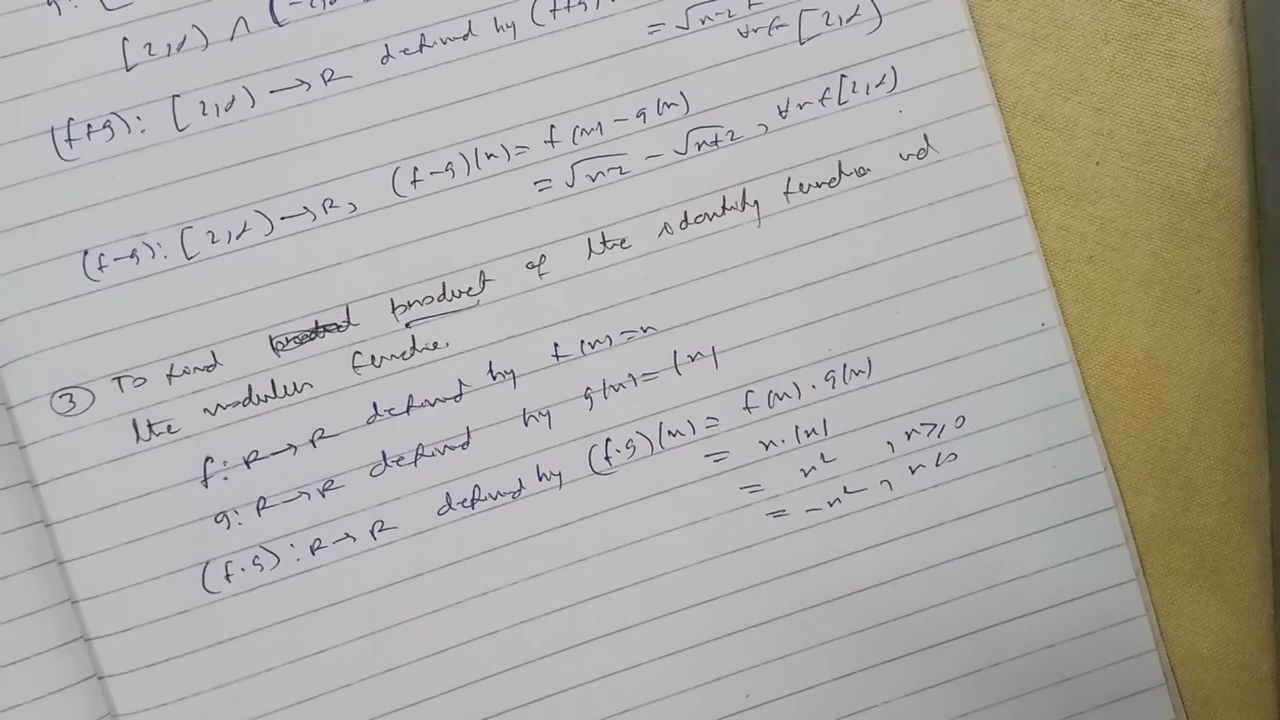 [2,∝) ∩ [-2,
(f+g): [2,∝) → R defined by (f+g)
= √x-2 +
∀x∈[2,∝)
(f-g): [2,∝) → R, (f-g)(x) = f(x) - g(x)
= √x-2 - √x+2, ∀x∈[2,∝)
③ To find product of the identity function and
the modulus function.
f: R→R defined by f(x)=x
g: R→R defined by g(x)=|x|
(f.g): R→R defined by (f.g)(x) = f(x).g(x)
= x.|x|
= x², x≥0
= -x², x<0